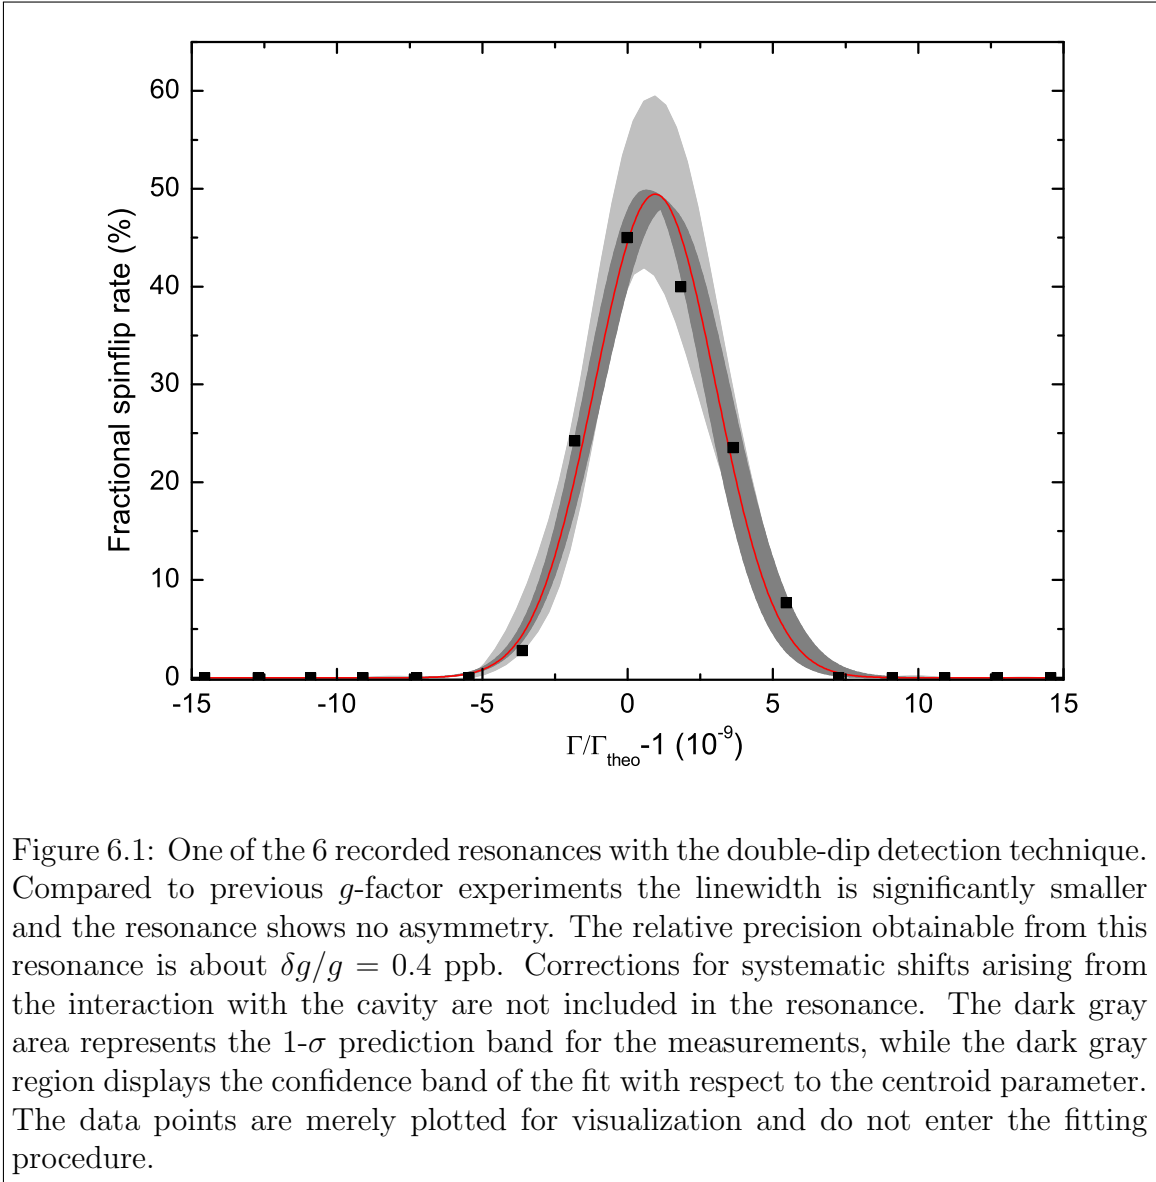 60
50
40
30
20
10
0
Fractional spinflip rate (%)
-15 -10 -5 0 5 10 15
Γ/Γtheo-1 (10-9)
Figure 6.1: One of the 6 recorded resonances with the double-dip detection technique.
Compared to previous g-factor experiments the linewidth is significantly smaller
and the resonance shows no asymmetry. The relative precision obtainable from this
resonance is about δg/g = 0.4 ppb. Corrections for systematic shifts arising from
the interaction with the cavity are not included in the resonance. The dark gray
area represents the 1-σ prediction band for the measurements, while the dark gray
region displays the confidence band of the fit with respect to the centroid parameter.
The data points are merely plotted for visualization and do not enter the fitting
procedure.